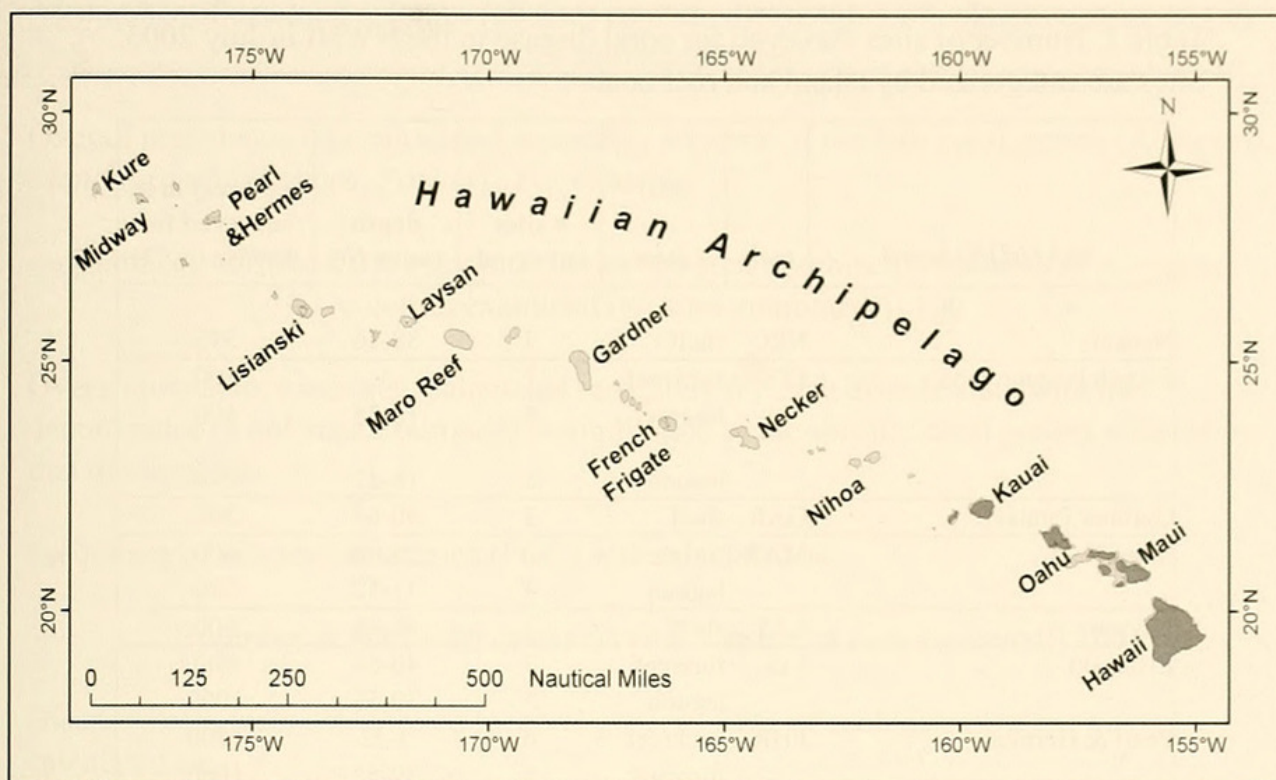 175°W 170°W 165°W 160°W 155°W
30°N 30°N
N
Kure
Pearl
&Hermes
Midway
Hawaiian Archipelago
Laysan
Lisianski
Gardner
25°N 25°N
Maro Reef
Necker
French
Frigate
Nihoa
Kauai
Maui
Oahu
20°N 20°N
Hawaii
0 125 250 500 Nautical Miles
175°W 170°W 165°W 160°W 155°W